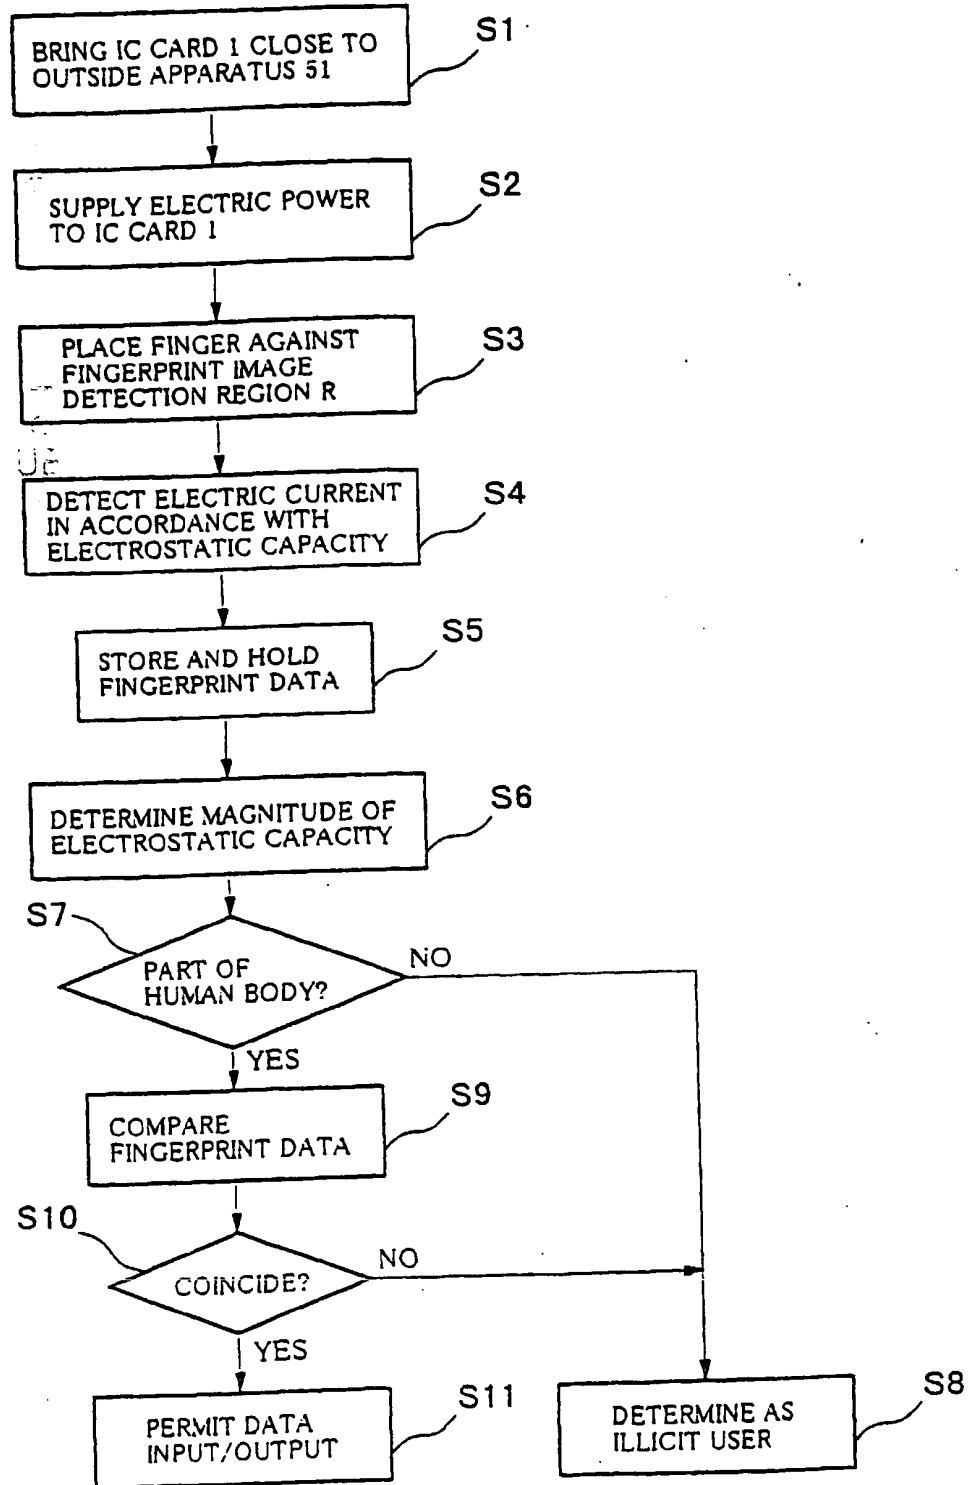 BRING IC CARD 1 CLOSE TO
OUTSIDE APPARATUS 51
S1
SUPPLY ELECTRIC POWER
TO IC CARD 1
S2
PLACE FINGER AGAINST
FINGERPRINT IMAGE
DETECTION REGION R
S3
DETECT ELECTRIC CURRENT
IN ACCORDANCE WITH
ELECTROSTATIC CAPACITY
S4
STORE AND HOLD
FINGERPRINT DATA
S5
DETERMINE MAGNITUDE OF
ELECTROSTATIC CAPACITY
S6
S7
PART OF
HUMAN BODY?
NO
YES
COMPARE
FINGERPRINT DATA
S9
S10
COINCIDE?
NO
YES
PERMIT DATA
INPUT/OUTPUT
S11
DETERMINE AS
ILLICIT USER
S8